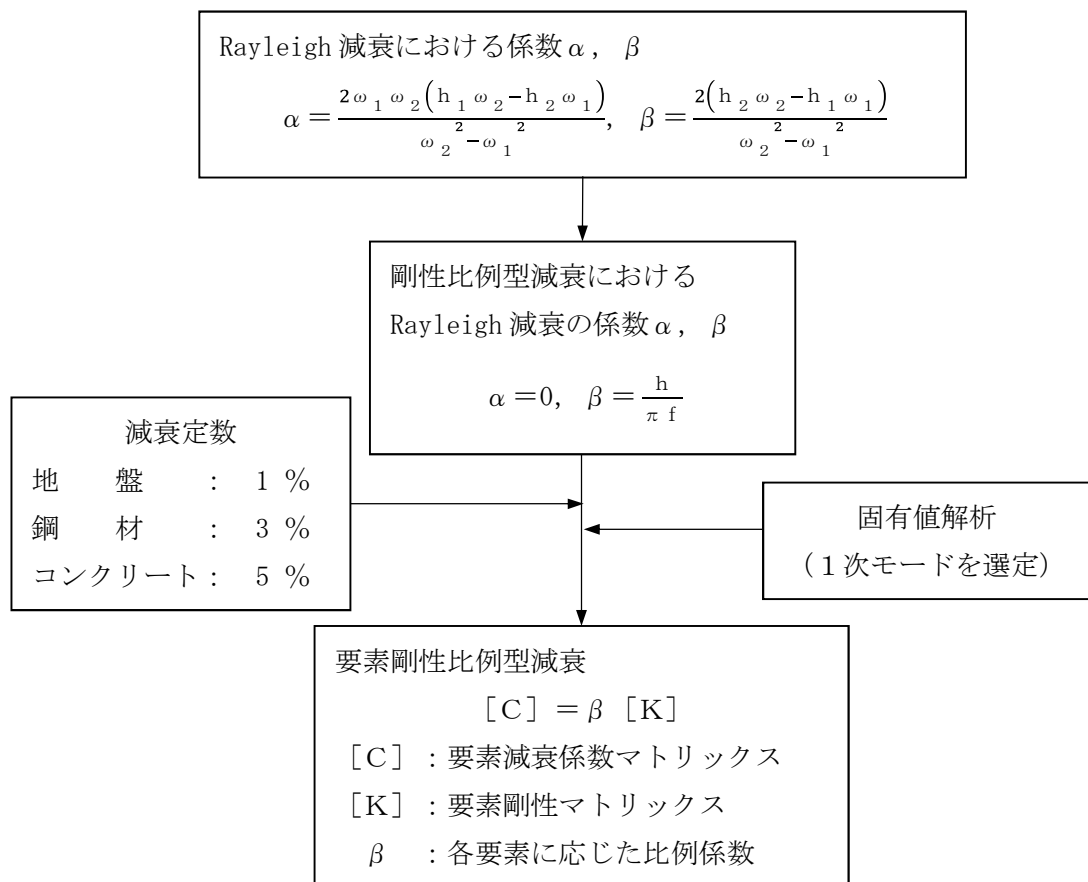 Rayleigh 減衰における係数α, β
α＝2ω₁ω₂(h₁ω₂−h₂ω₁)/(ω₂²−ω₁²), β＝2(h₂ω₂−h₁ω₁)/(ω₂²−ω₁²)
剛性比例型減衰における
Rayleigh 減衰の係数α, β
α＝0, β＝h/(πf)
減衰定数
地　盤 : 1 %
鋼　材 : 3 %
コンクリート: 5 %
固有値解析
（１次モードを選定）
要素剛性比例型減衰
［C］＝β［K］
［C］：要素減衰係数マトリックス
［K］：要素剛性マトリックス
β ：各要素に応じた比例係数